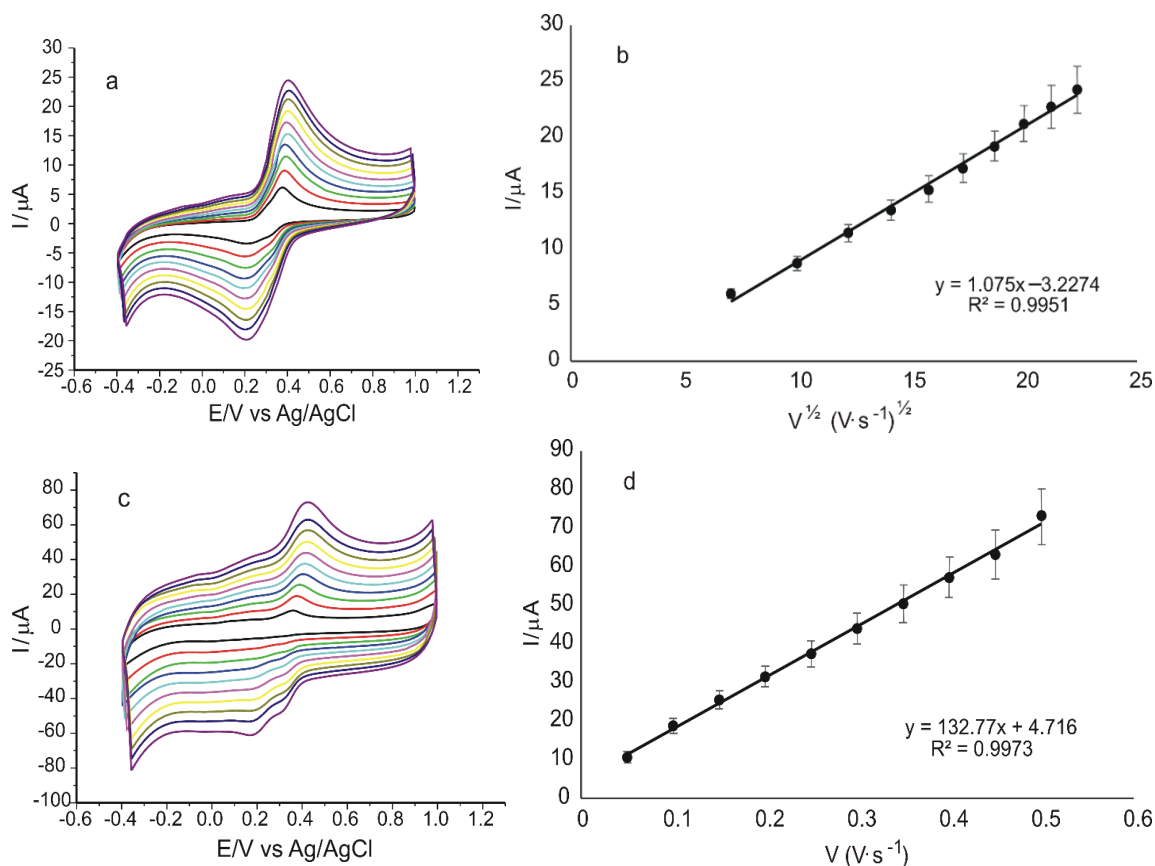 a
I/µA
30
25
20
15
10
5
0
-5
-10
-15
-20
-25
-0.6 -0.4 -0.2 0.0 0.2 0.4 0.6 0.8 1.0 1.2
E/V vs Ag/AgCl
b
I/µA
30
25
20
15
10
5
0
0 5 10 15 20 25
y = 1.075x−3.2274
R² = 0.9951
V½ (V·s⁻¹)½
c
I/µA
80
60
40
20
0
-20
-40
-60
-80
-100
-0.6 -0.4 -0.2 0.0 0.2 0.4 0.6 0.8 1.0 1.2
E/V vs Ag/AgCl
d
I/µA
90
80
70
60
50
40
30
20
10
0
0 0.1 0.2 0.3 0.4 0.5 0.6
y = 132.77x + 4.716
R² = 0.9973
V (V·s⁻¹)